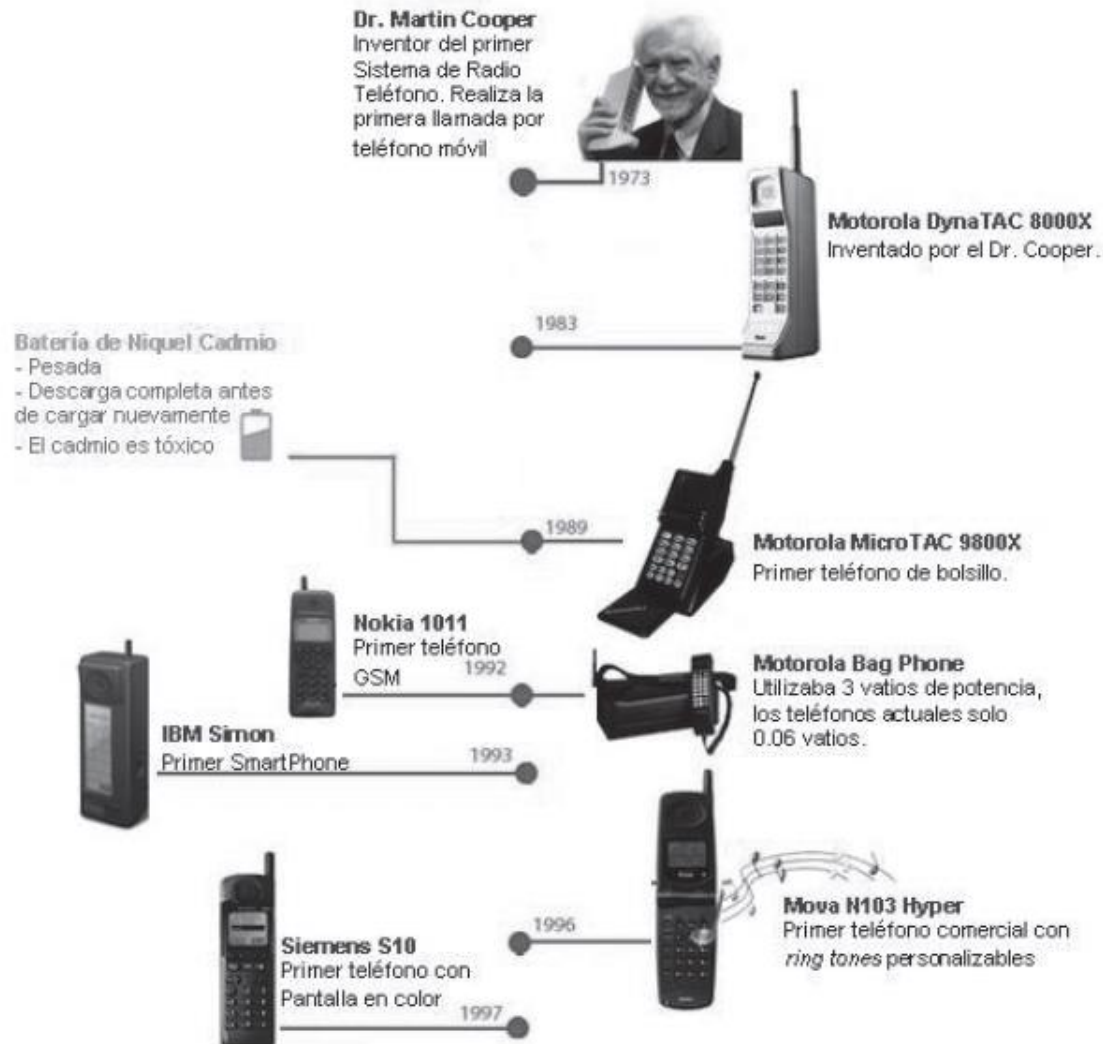 Dr. Martin Cooper
Inventor del primer
Sistema de Radio
Teléfono. Realiza la
primera llamada por
teléfono móvil
1973
Motorola DynaTAC 8000X
Inventado por el Dr. Cooper.
1983
Batería de Niquel Cadmio
- Pesada
- Descarga completa antes
de cargar nuevamente
- El cadmio es tóxico
1989
Motorola MicroTAC 9800X
Primer teléfono de bolsillo.
Nokia 1011
Primer teléfono
GSM
1992
Motorola Bag Phone
Utilizaba 3 vatios de potencia,
los teléfonos actuales solo
0.06 vatios.
IBM Simon
Primer SmartPhone
1993
Mova N103 Hyper
Primer teléfono comercial con
ring tones personalizables
1996
Siemens S10
Primer teléfono con
Pantalla en color
1997